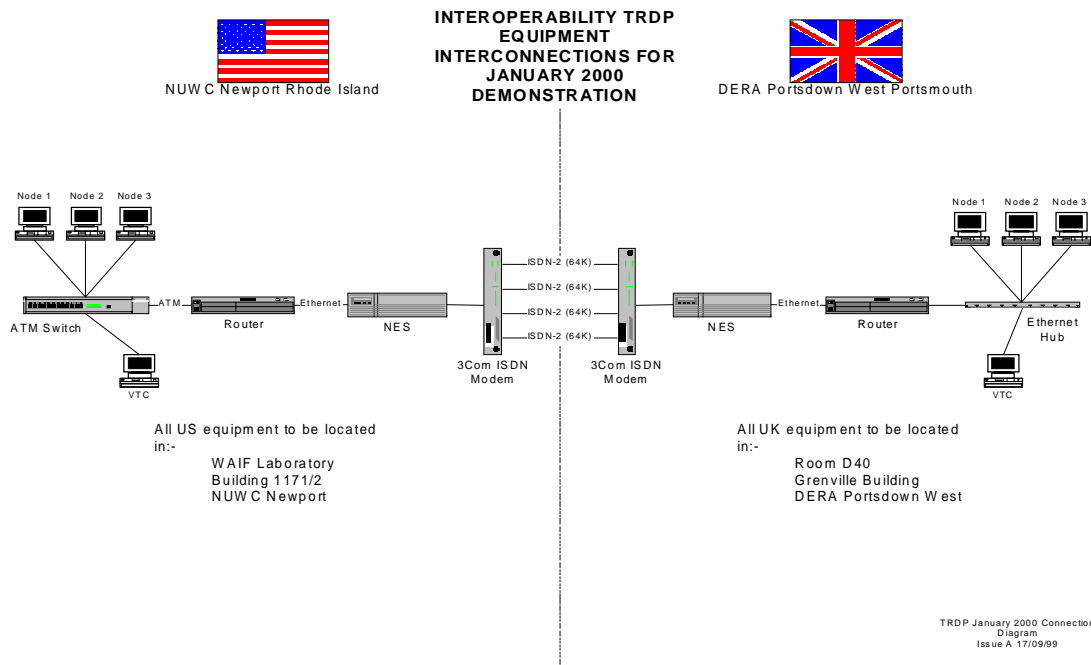 INTEROPERABILITY TRDP
EQUIPMENT
INTERCONNECTIONS FOR
JANUARY 2000
DEMONSTRATION
NUWC Newport Rhode Island
DERA Portsdown West Portsmouth
Node 1
Node 2
Node 3
ATM Switch
ATM
Router
Ethernet
NES
VTC
3Com ISDN
Modem
ISDN-2 (64K)
ISDN-2 (64K)
ISDN-2 (64K)
ISDN-2 (64K)
3Com ISDN
Modem
NES
Ethernet
Router
Node 1
Node 2
Node 3
Ethernet
Hub
VTC
All US equipment to be located
in:-
WAIF Laboratory
Building 1171/2
NUWC Newport
All UK equipment to be located
in:-
Room D40
Grenville Building
DERA Portsdown West
TRDP January 2000 Connection
Diagram
Issue A 17/09/99